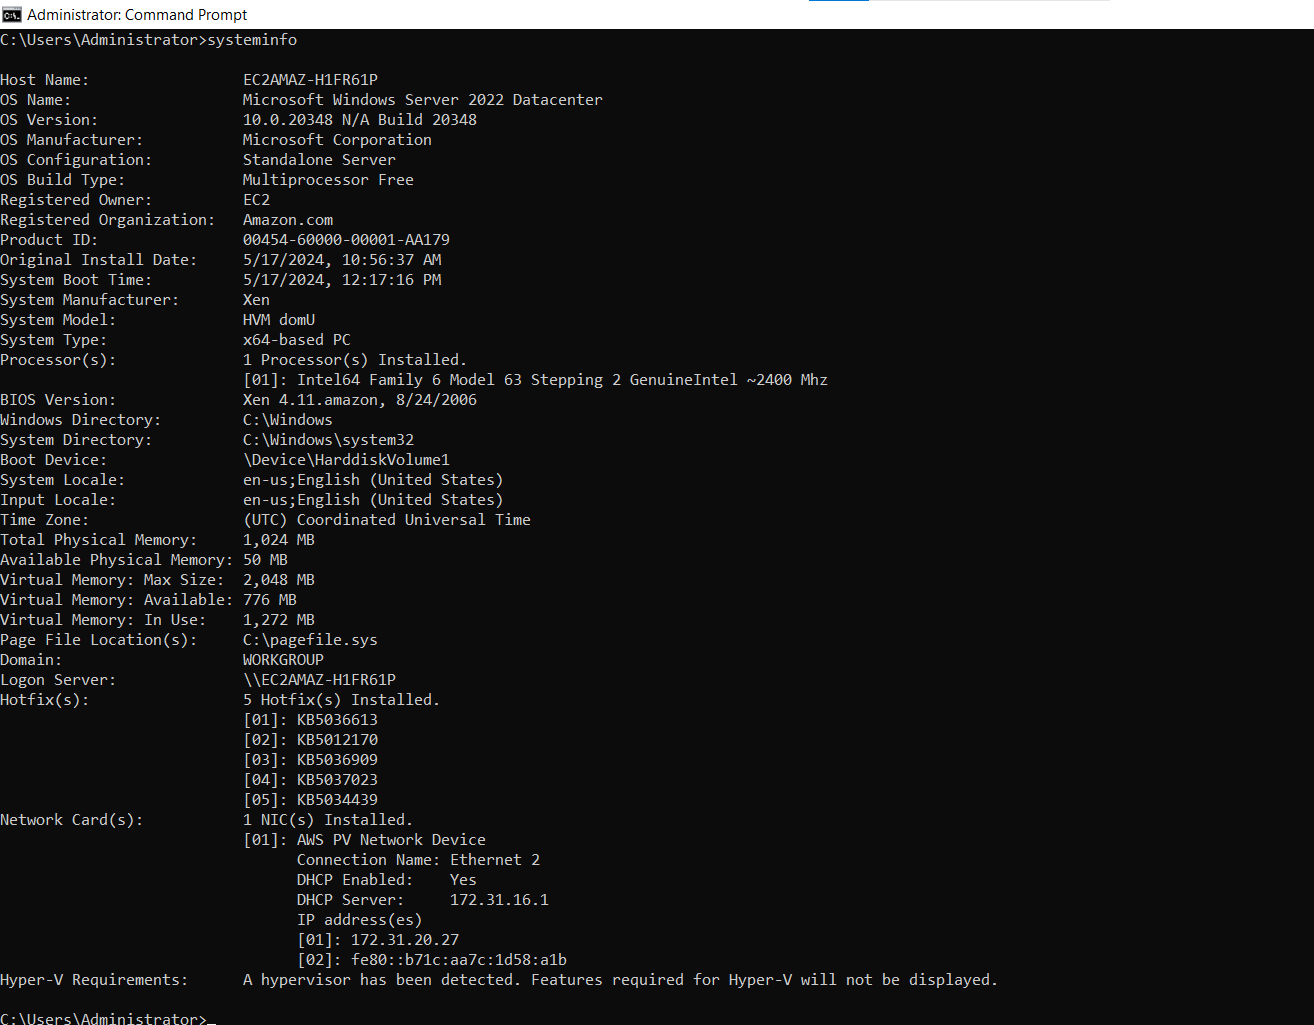 Administrator: Command Prompt
C:\Users\Administrator>systeminfo
Host Name:                 EC2AMAZ-H1FR61P
OS Name:                   Microsoft Windows Server 2022 Datacenter
OS Version:                10.0.20348 N/A Build 20348
OS Manufacturer:           Microsoft Corporation
OS Configuration:          Standalone Server
OS Build Type:             Multiprocessor Free
Registered Owner:          EC2
Registered Organization:   Amazon.com
Product ID:                00454-60000-00001-AA179
Original Install Date:     5/17/2024, 10:56:37 AM
System Boot Time:          5/17/2024, 12:17:16 PM
System Manufacturer:       Xen
System Model:              HVM domU
System Type:               x64-based PC
Processor(s):              1 Processor(s) Installed.
                           [01]: Intel64 Family 6 Model 63 Stepping 2 GenuineIntel ~2400 Mhz
BIOS Version:              Xen 4.11.amazon, 8/24/2006
Windows Directory:         C:\Windows
System Directory:          C:\Windows\system32
Boot Device:               \Device\HarddiskVolume1
System Locale:             en-us;English (United States)
Input Locale:              en-us;English (United States)
Time Zone:                 (UTC) Coordinated Universal Time
Total Physical Memory:     1,024 MB
Available Physical Memory: 50 MB
Virtual Memory: Max Size:  2,048 MB
Virtual Memory: Available: 776 MB
Virtual Memory: In Use:    1,272 MB
Page File Location(s):     C:\pagefile.sys
Domain:                    WORKGROUP
Logon Server:              \\EC2AMAZ-H1FR61P
Hotfix(s):                 5 Hotfix(s) Installed.
                           [01]: KB5036613
                           [02]: KB5012170
                           [03]: KB5036909
                           [04]: KB5037023
                           [05]: KB5034439
Network Card(s):           1 NIC(s) Installed.
                           [01]: AWS PV Network Device
                                 Connection Name: Ethernet 2
                                 DHCP Enabled:    Yes
                                 DHCP Server:     172.31.16.1
                                 IP address(es)
                                 [01]: 172.31.20.27
                                 [02]: fe80::b71c:aa7c:1d58:a1b
Hyper-V Requirements:      A hypervisor has been detected. Features required for Hyper-V will not be displayed.
C:\Users\Administrator>_